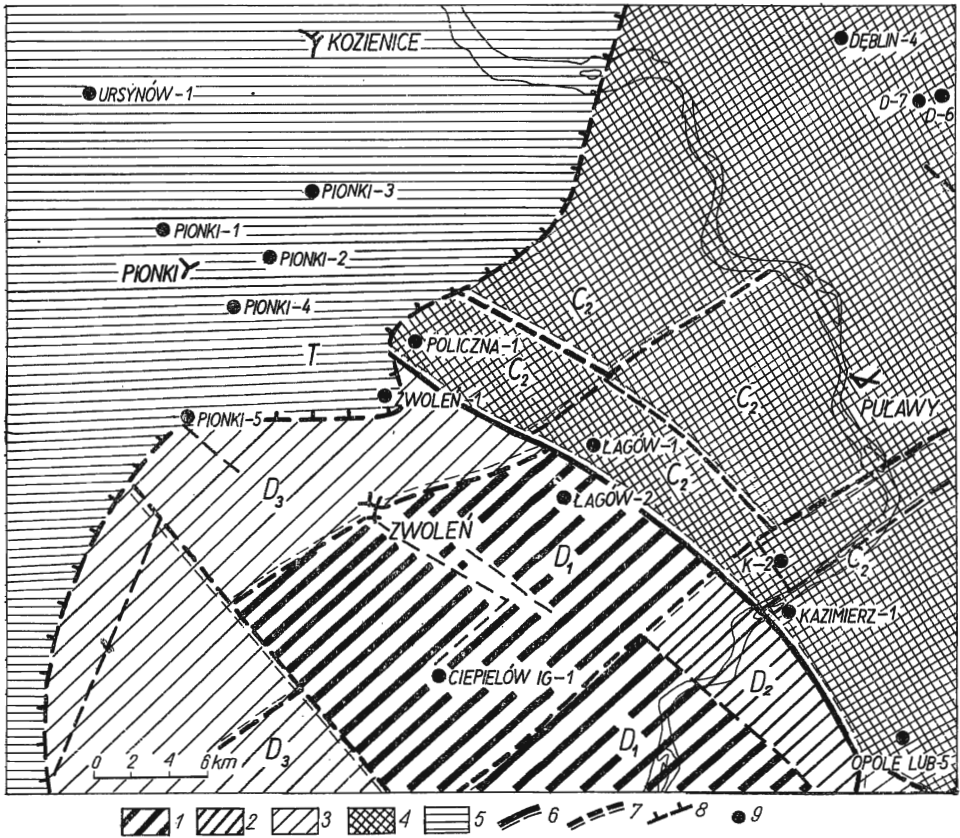 KOZIENICE
DĘBLIN-4
URSYNÓW-1
D-7
D-6
PIONKI-3
PIONKI-1
PIONKI-2
PIONKI
PIONKI-4
C₂
POLICZNA-1
T
C₂
ZWOLEŃ-1
C₂
PUŁAWY
PIONKI-5
ŁAGÓW-1
C₂
D₃
ŁAGÓW-2
ZWOLEŃ
D₁
K-2
C₂
KAZIMIERZ-1
CIEPIELÓW IG-1
D₂
D₃
D₁
OPOLE LUB-5
0 2 4 6 km
1 2 3 4 5 6 7 8 9